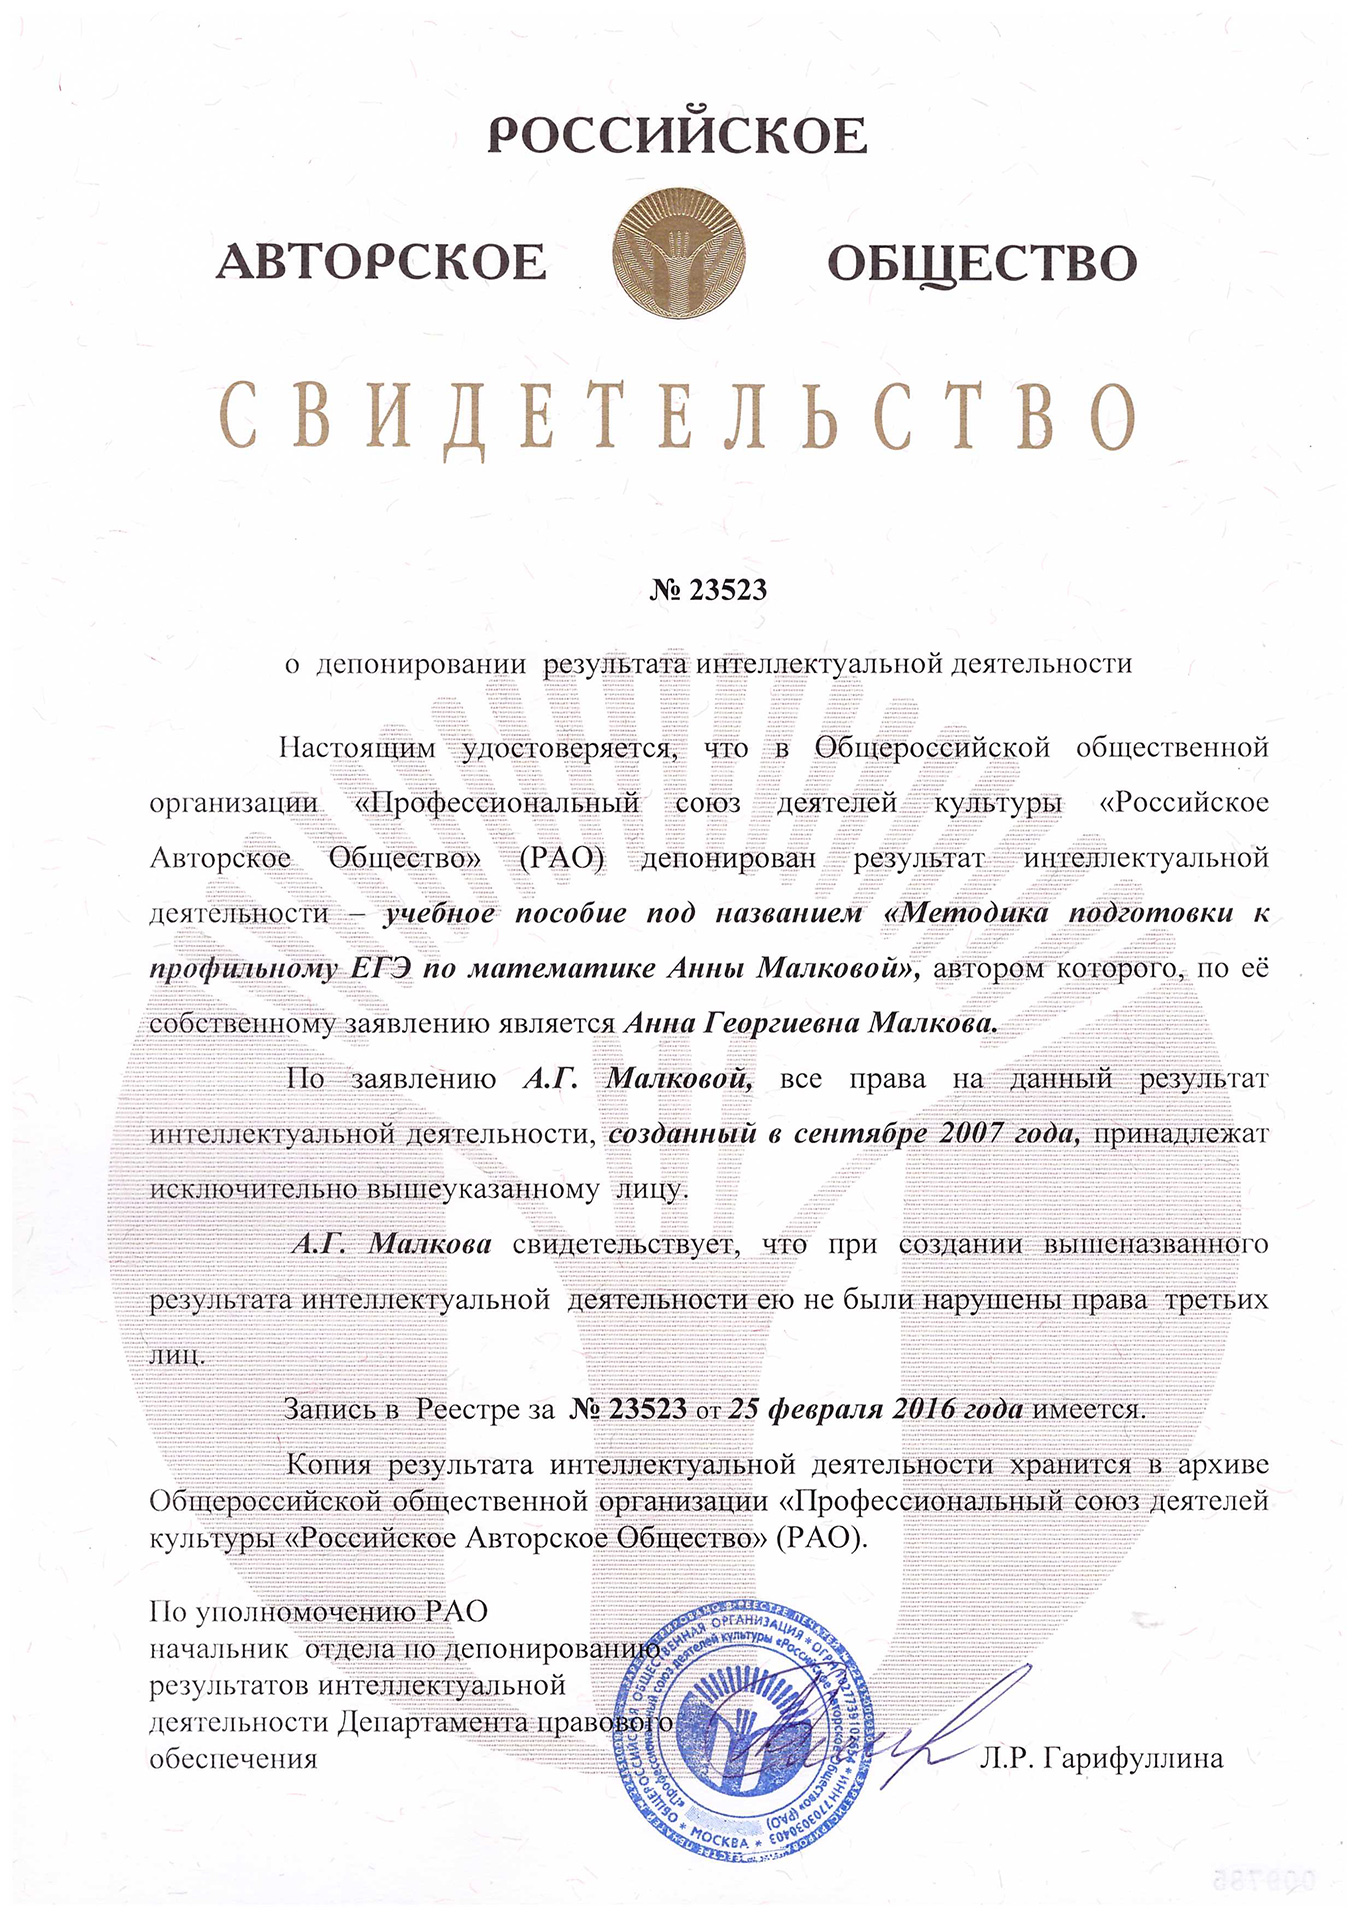 РОССИЙСКОЕ
АВТОРСКОЕ ОБЩЕСТВО
СВИДЕТЕЛЬСТВО
№ 23523
о депонировании результата интеллектуальной деятельности
Настоящим удостоверяется, что в Общероссийской общественной
организации «Профессиональный союз деятелей культуры «Российское
Авторское Общество» (РАО) депонирован результат интеллектуальной
деятельности – учебное пособие под названием «Методика подготовки к
профильному ЕГЭ по математике Анны Малковой», автором которого, по её
собственному заявлению является Анна Георгиевна Малкова.
По заявлению А.Г. Малковой, все права на данный результат
интеллектуальной деятельности, созданный в сентябре 2007 года, принадлежат
исключительно вышеуказанному лицу.
А.Г. Малкова свидетельствует, что при создании вышеназванного
результата интеллектуальной деятельности ею не были нарушены права третьих
лиц.
Запись в Реестре за № 23523 от 25 февраля 2016 года имеется.
Копия результата интеллектуальной деятельности хранится в архиве
Общероссийской общественной организации «Профессиональный союз деятелей
культуры «Российское Авторское Общество» (РАО).
По уполномочению РАО
начальник отдела по депонированию
результатов интеллектуальной
деятельности Департамента правового
обеспечения Л.Р. Гарифуллина
ОБЩЕРОССИЙСКАЯ ОБЩЕСТВЕННАЯ ОРГАНИЗАЦИЯ * ИНН 7703030403 * МОСКВА *
«Профессиональный союз деятелей культуры «Российское Авторское Общество» (РАО)